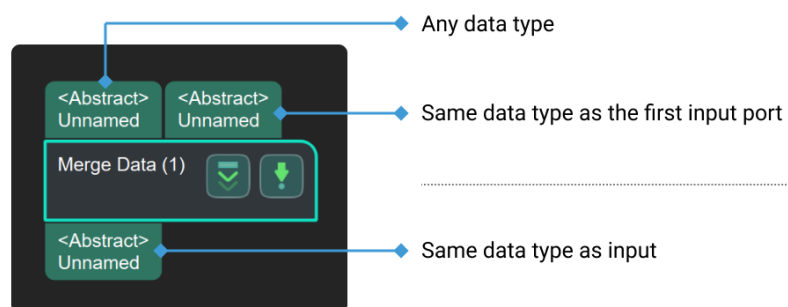 Any data type
<Abstract>
Unnamed
<Abstract>
Unnamed
Same data type as the first input port
Merge Data (1)
<Abstract>
Unnamed
Same data type as input